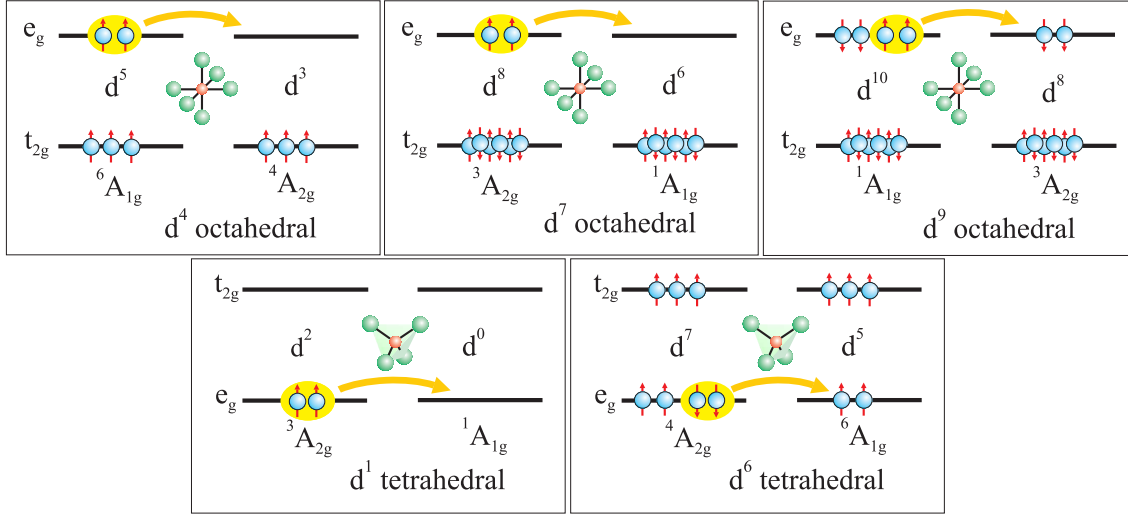 e_g
d^5 d^3
t_2g
^6A_1g ^4A_2g
d^4 octahedral
e_g
d^8 d^6
t_2g
^3A_2g ^1A_1g
d^7 octahedral
e_g
d^10 d^8
t_2g
^1A_1g ^3A_2g
d^9 octahedral
t_2g
d^2 d^0
e_g
^3A_2g ^1A_1g
d^1 tetrahedral
t_2g
d^7 d^5
e_g
^4A_2g ^6A_1g
d^6 tetrahedral